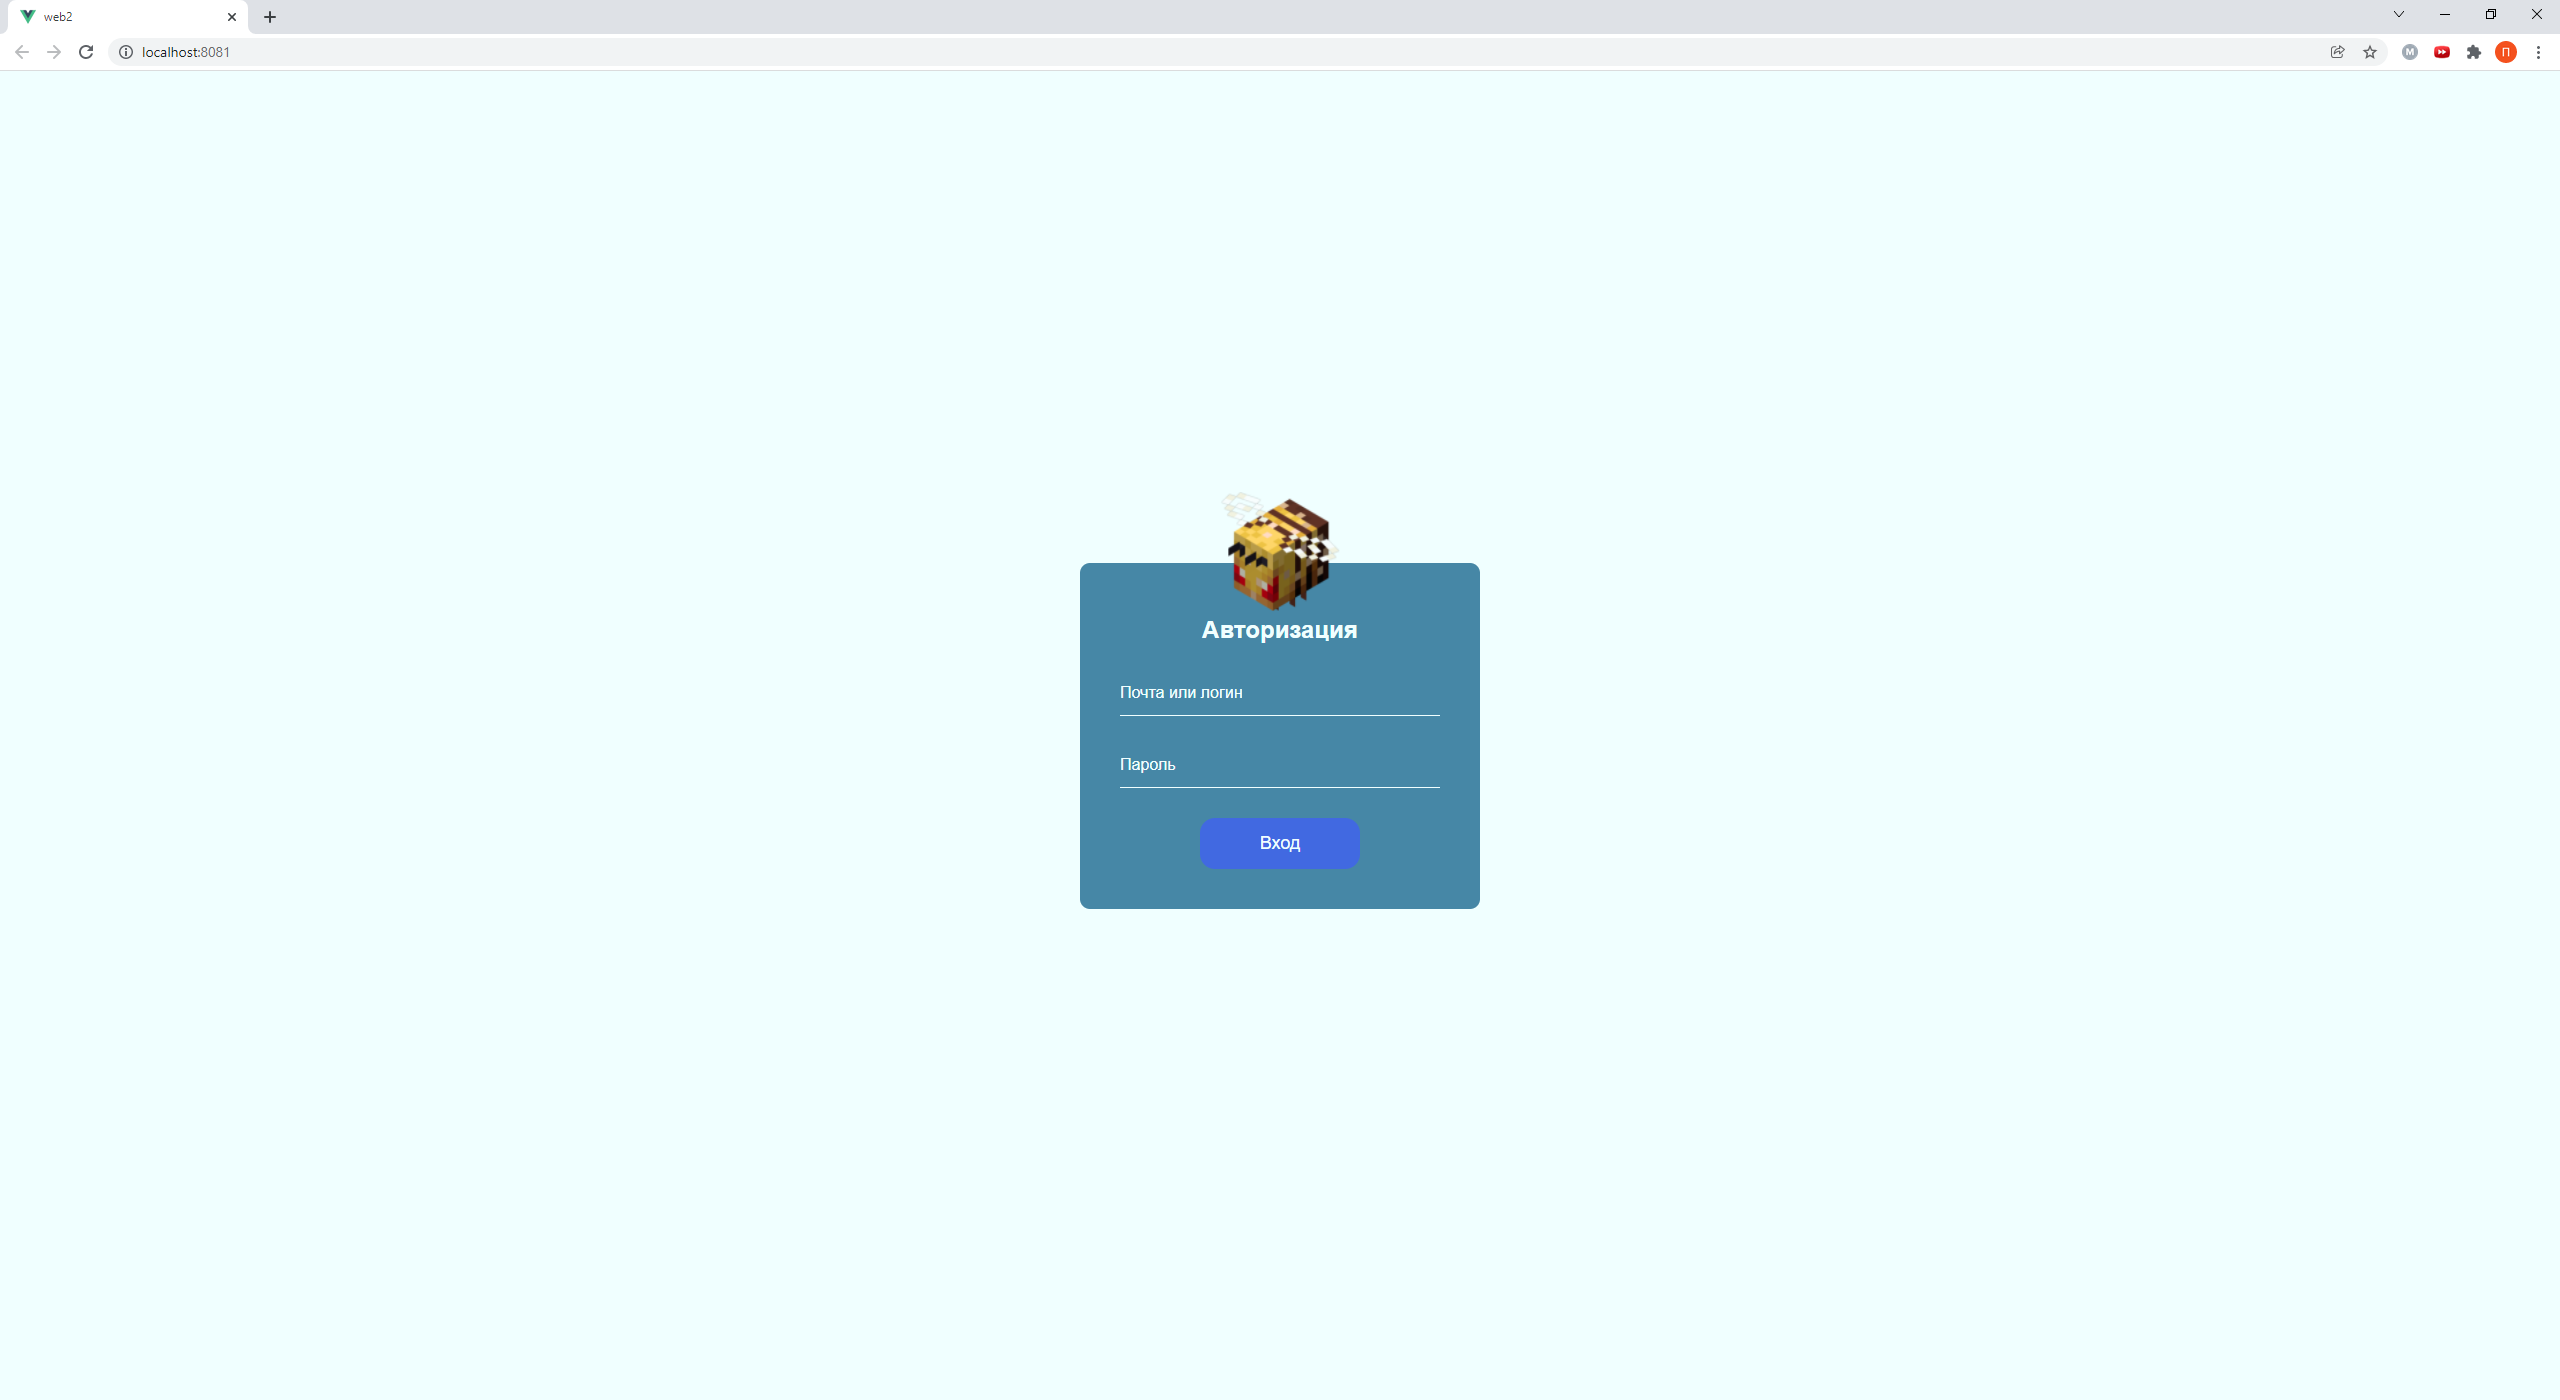 web2
localhost:8081
M
П
Авторизация
Почта или логин
Пароль
Вход